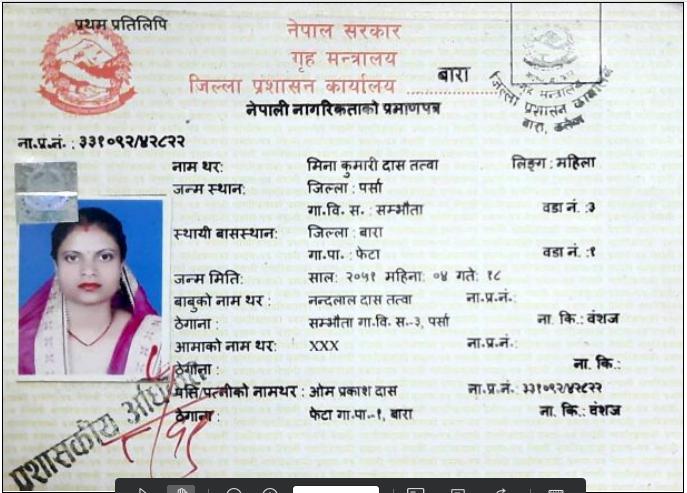 प्रथम प्रतिलिपि
नेपाल सरकार
गृह मन्त्रालय
जिल्ला प्रशासन कार्यालय .................. बारा
नेपाली नागरिकताको प्रमाणपत्र
जिल्ला प्रशासन कार्यालय
बारा, कलैया
ना.प्र.नं. : ३३१०९२/४२८२२
नाम थर: मिना कुमारी दास तत्वा लिङ्ग : महिला
जन्म स्थान: जिल्ला : पर्सा
गा.वि. स. : सम्भौता वडा नं. :३
स्थायी बासस्थान: जिल्ला : बारा
गा.पा. : फेटा वडा नं. :१
जन्म मिति: साल: २०५१ महिना: ०४ गते: १८
बाबुको नाम थर : नन्दलाल दास तत्वा ना.प्र.नं.:
ठेगाना: सम्भौता गा.वि. स.-३, पर्सा ना. कि.: वंशज
आमाको नाम थर: XXX ना.प्र.नं.:
ठेगाना: ना. कि.:
पति/पत्नीको नामथर : ओम प्रकाश दास ना.प्र.नं.: ३३१०९२/४२८२२
ठेगाना : फेटा गा.पा.-१, बारा ना. कि.: वंशज
प्रशासकीय अधिकृत